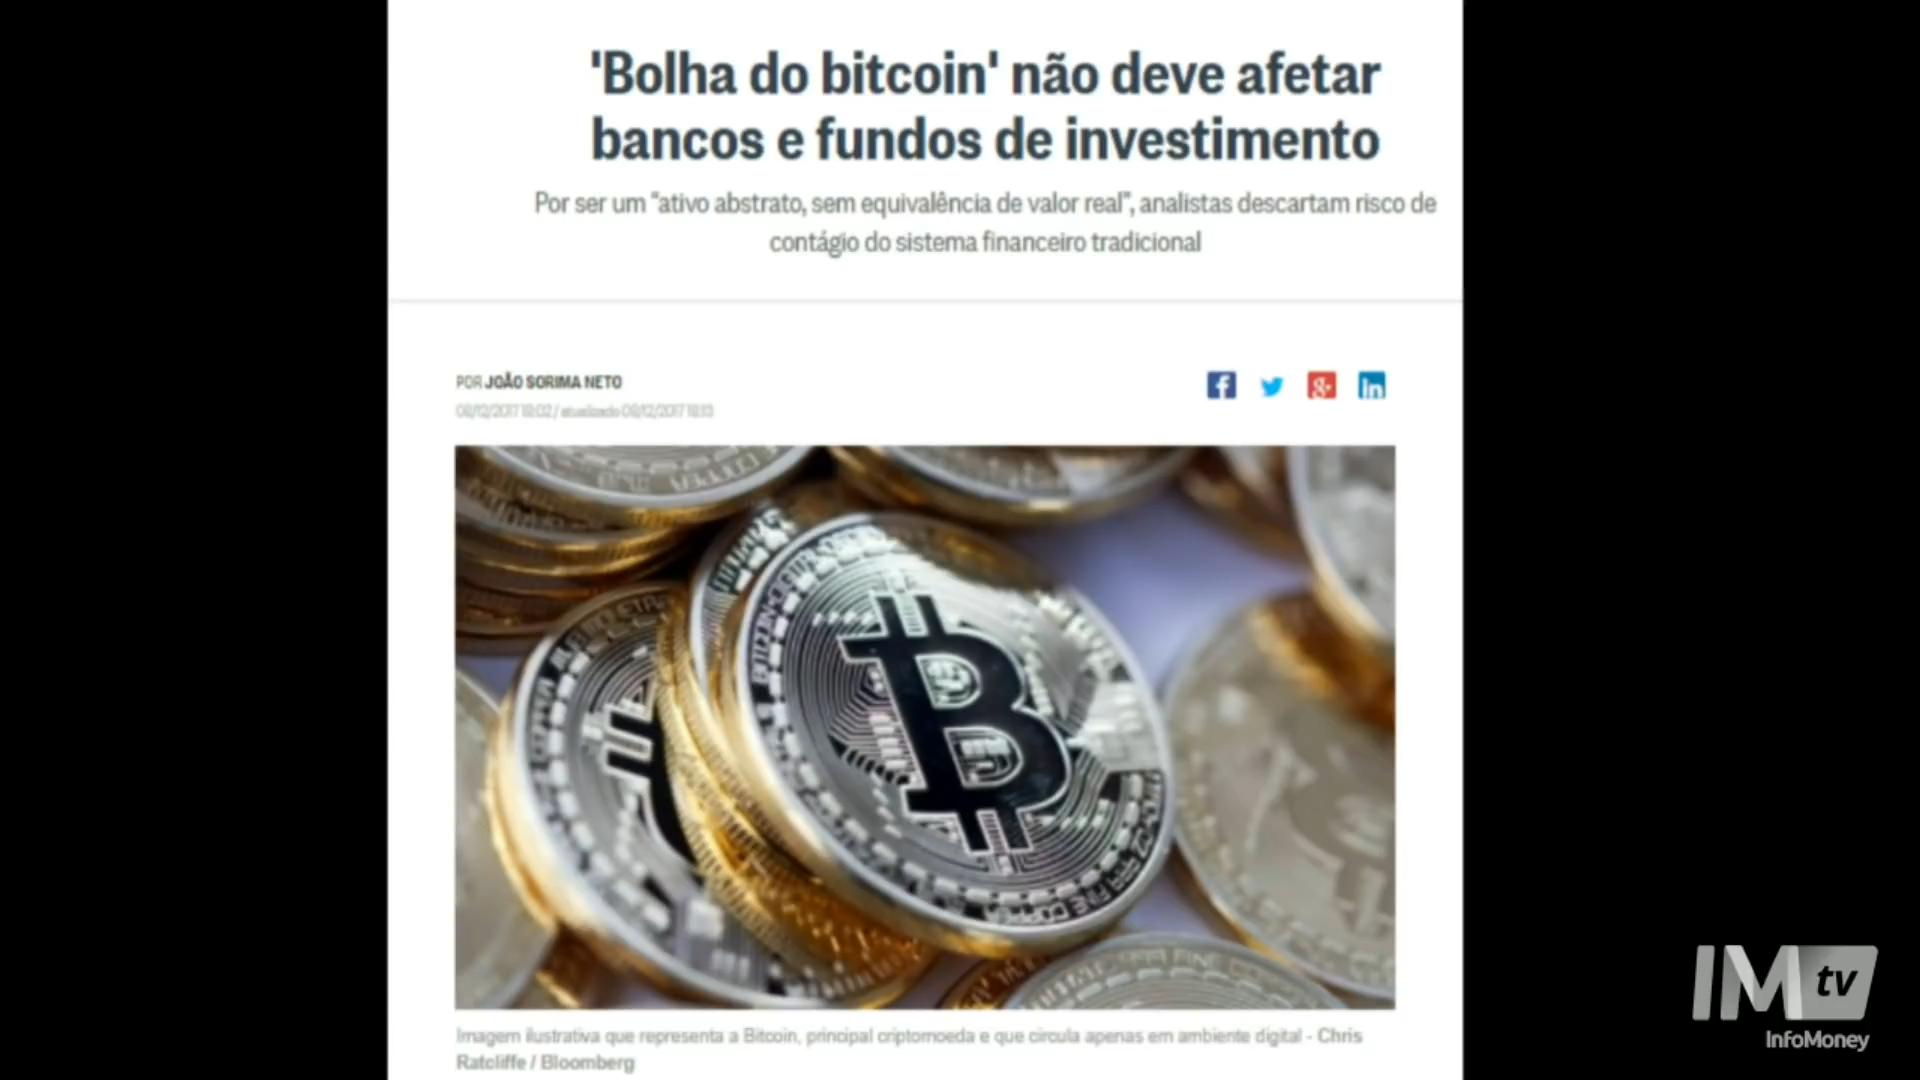 'Bolha do bitcoin' não deve afetar
bancos e fundos de investimento
Por ser um "ativo abstrato, sem equivalência de valor real", analistas descartam risco de
contágio do sistema financeiro tradicional
POR JOÃO SORIMA NETO
Imagem ilustrativa que representa a Bitcoin, principal criptomoeda e que circula apenas em ambiente digital - Chris
Ratcliffe / Bloomberg
IM tv
InfoMoney